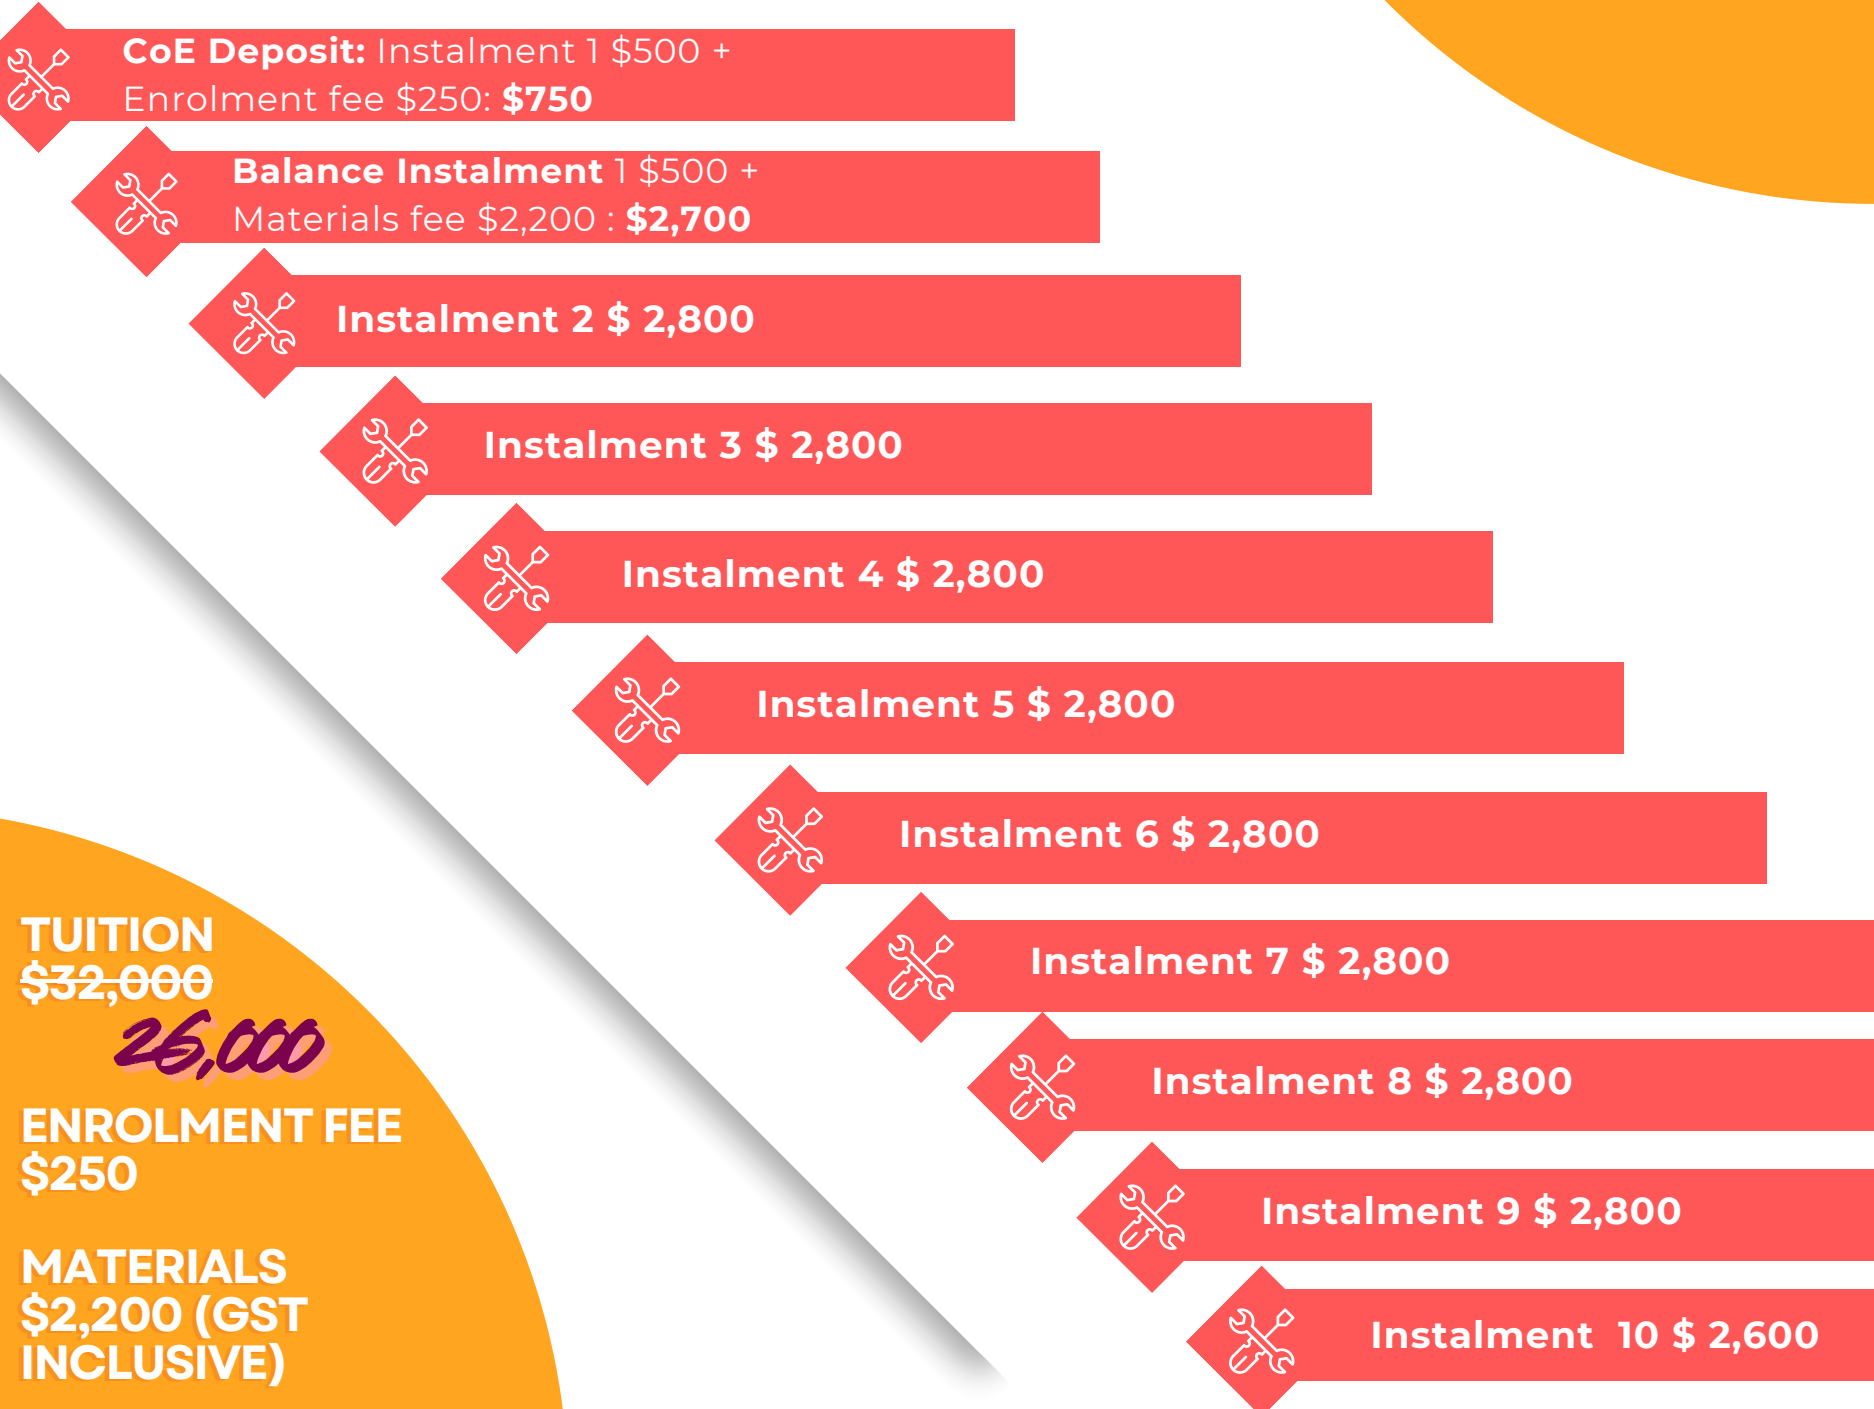 CoE Deposit: Instalment 1 $500 +
Enrolment fee $250: $750
Balance Instalment 1 $500 +
Materials fee $2,200 : $2,700
Instalment 2 $ 2,800
Instalment 3 $ 2,800
Instalment 4 $ 2,800
Instalment 5 $ 2,800
Instalment 6 $ 2,800
Instalment 7 $ 2,800
Instalment 8 $ 2,800
Instalment 9 $ 2,800
Instalment 10 $ 2,600
TUITION
$32,000
26,000
ENROLMENT FEE
$250
MATERIALS
$2,200 (GST
INCLUSIVE)